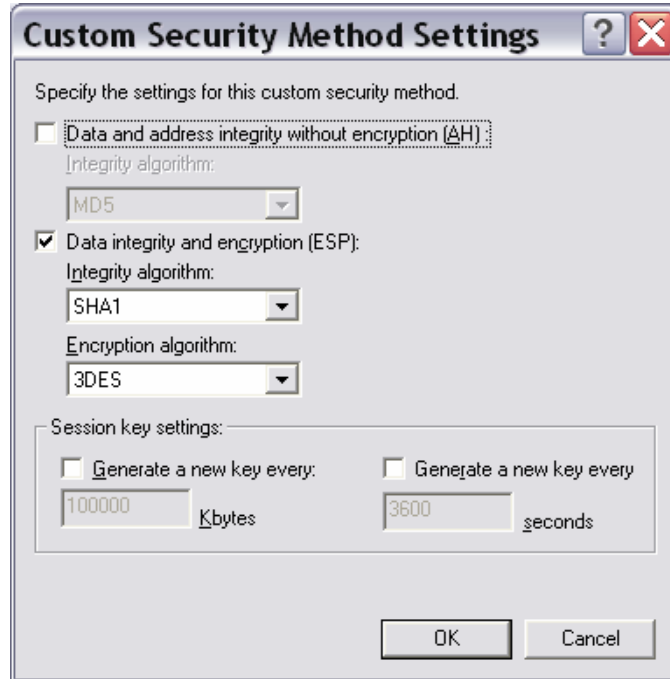 Custom Security Method Settings
Specify the settings for this custom security method.
Data and address integrity without encryption (AH) :
Integrity algorithm:
MD5
Data integrity and encryption (ESP):
Integrity algorithm:
SHA1
Encryption algorithm:
3DES
Session key settings:
Generate a new key every: Generate a new key every
100000 Kbytes 3600 seconds
OK Cancel